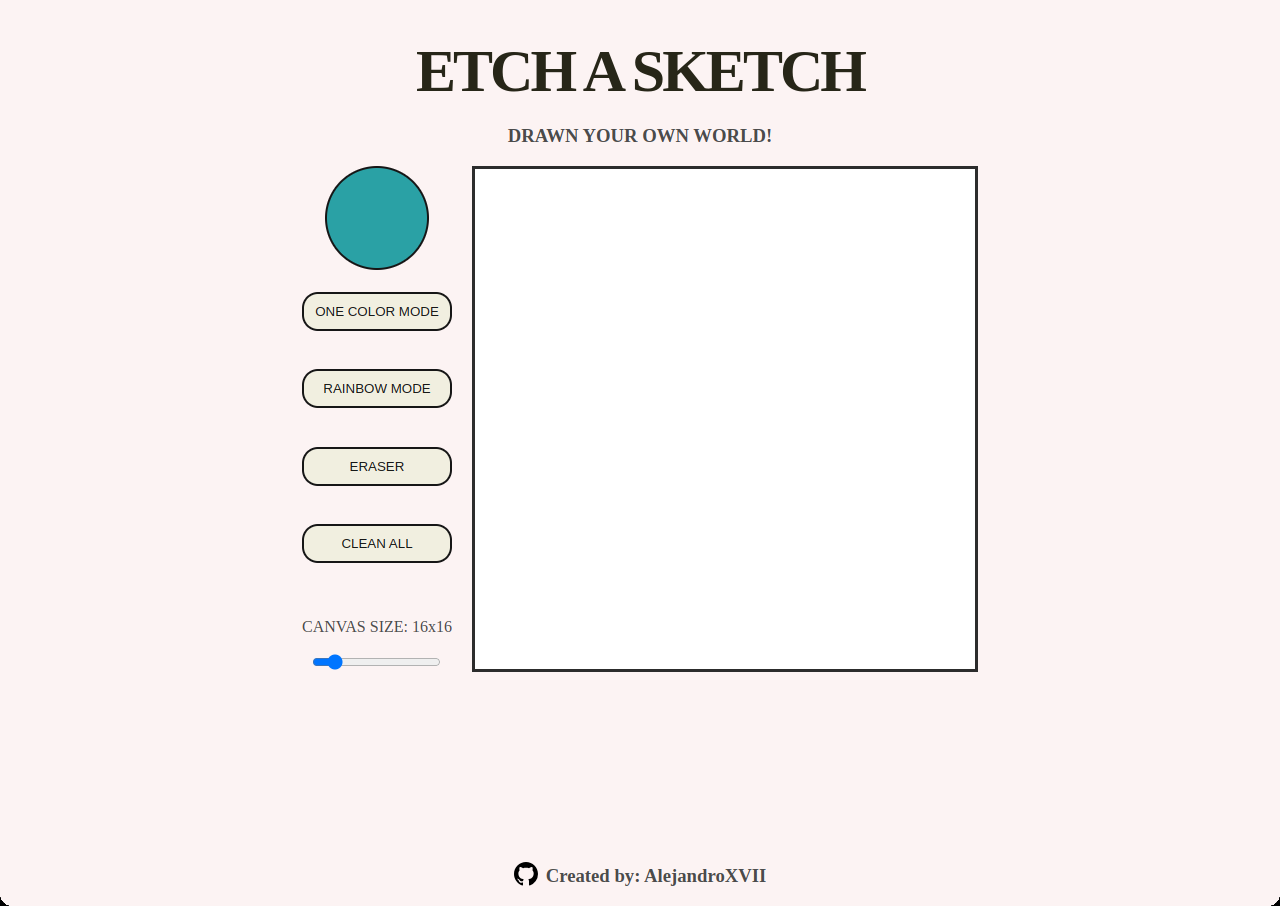 ETCH A SKETCH
DRAWN YOUR OWN WORLD!
ONE COLOR MODE
RAINBOW MODE
ERASER
CLEAN ALL
CANVAS SIZE: 16x16
Created by: AlejandroXVII